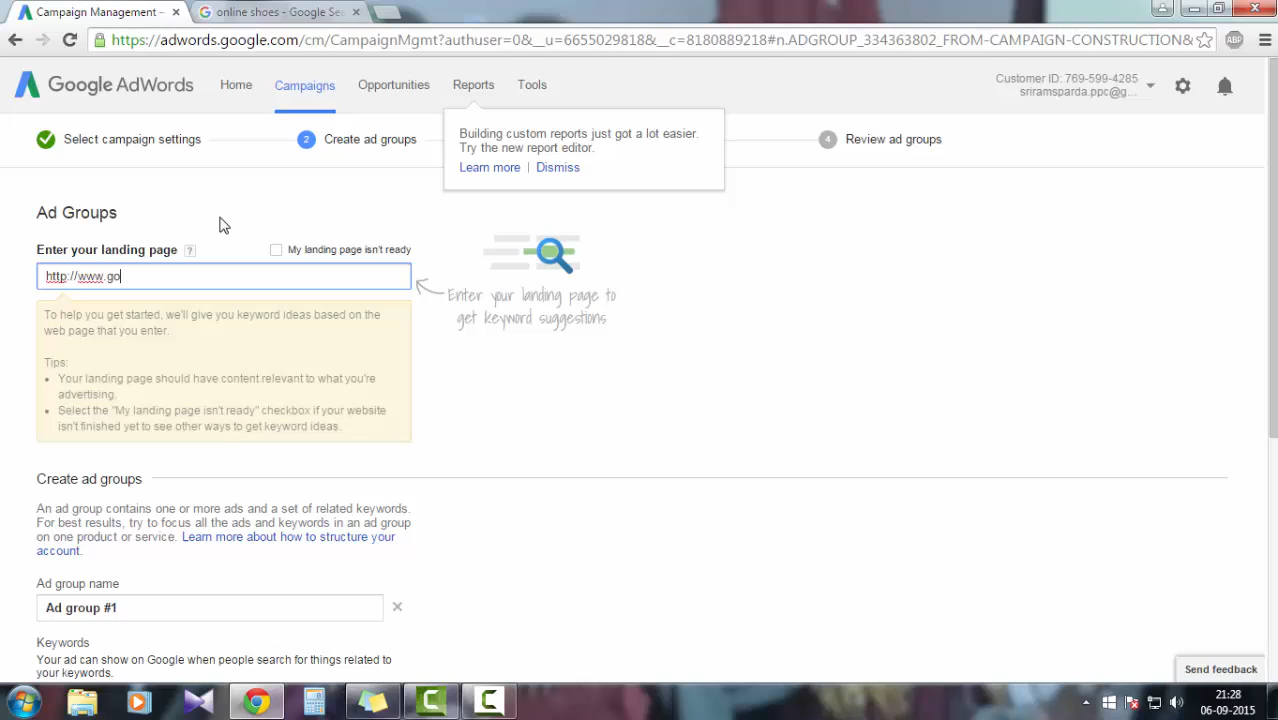 Campaign Management –
online shoes - Google Sea
https://adwords.google.com/cm/CampaignMgmt?authuser=0&__u=6655029818&__c=8180889218#n.ADGROUP_334363802_FROM-CAMPAIGN-CONSTRUCTION&
ABP
Google AdWords
Home
Campaigns
Opportunities
Reports
Tools
Customer ID: 769-599-4285
sriramsparda.ppc@g...
Select campaign settings
2
Create ad groups
4
Review ad groups
Building custom reports just got a lot easier.
Try the new report editor.
Learn more | Dismiss
Ad Groups
Enter your landing page ?
My landing page isn't ready
http://www.go
Enter your landing page to
get keyword suggestions
To help you get started, we'll give you keyword ideas based on the
web page that you enter.
Tips:
• Your landing page should have content relevant to what you're
advertising.
• Select the "My landing page isn't ready" checkbox if your website
isn't finished yet to see other ways to get keyword ideas.
Create ad groups
An ad group contains one or more ads and a set of related keywords.
For best results, try to focus all the ads and keywords in an ad group
on one product or service. Learn more about how to structure your
account.
Ad group name
Ad group #1
Keywords
Your ad can show on Google when people search for things related to
your keywords.
Send feedback
21:28
06-09-2015